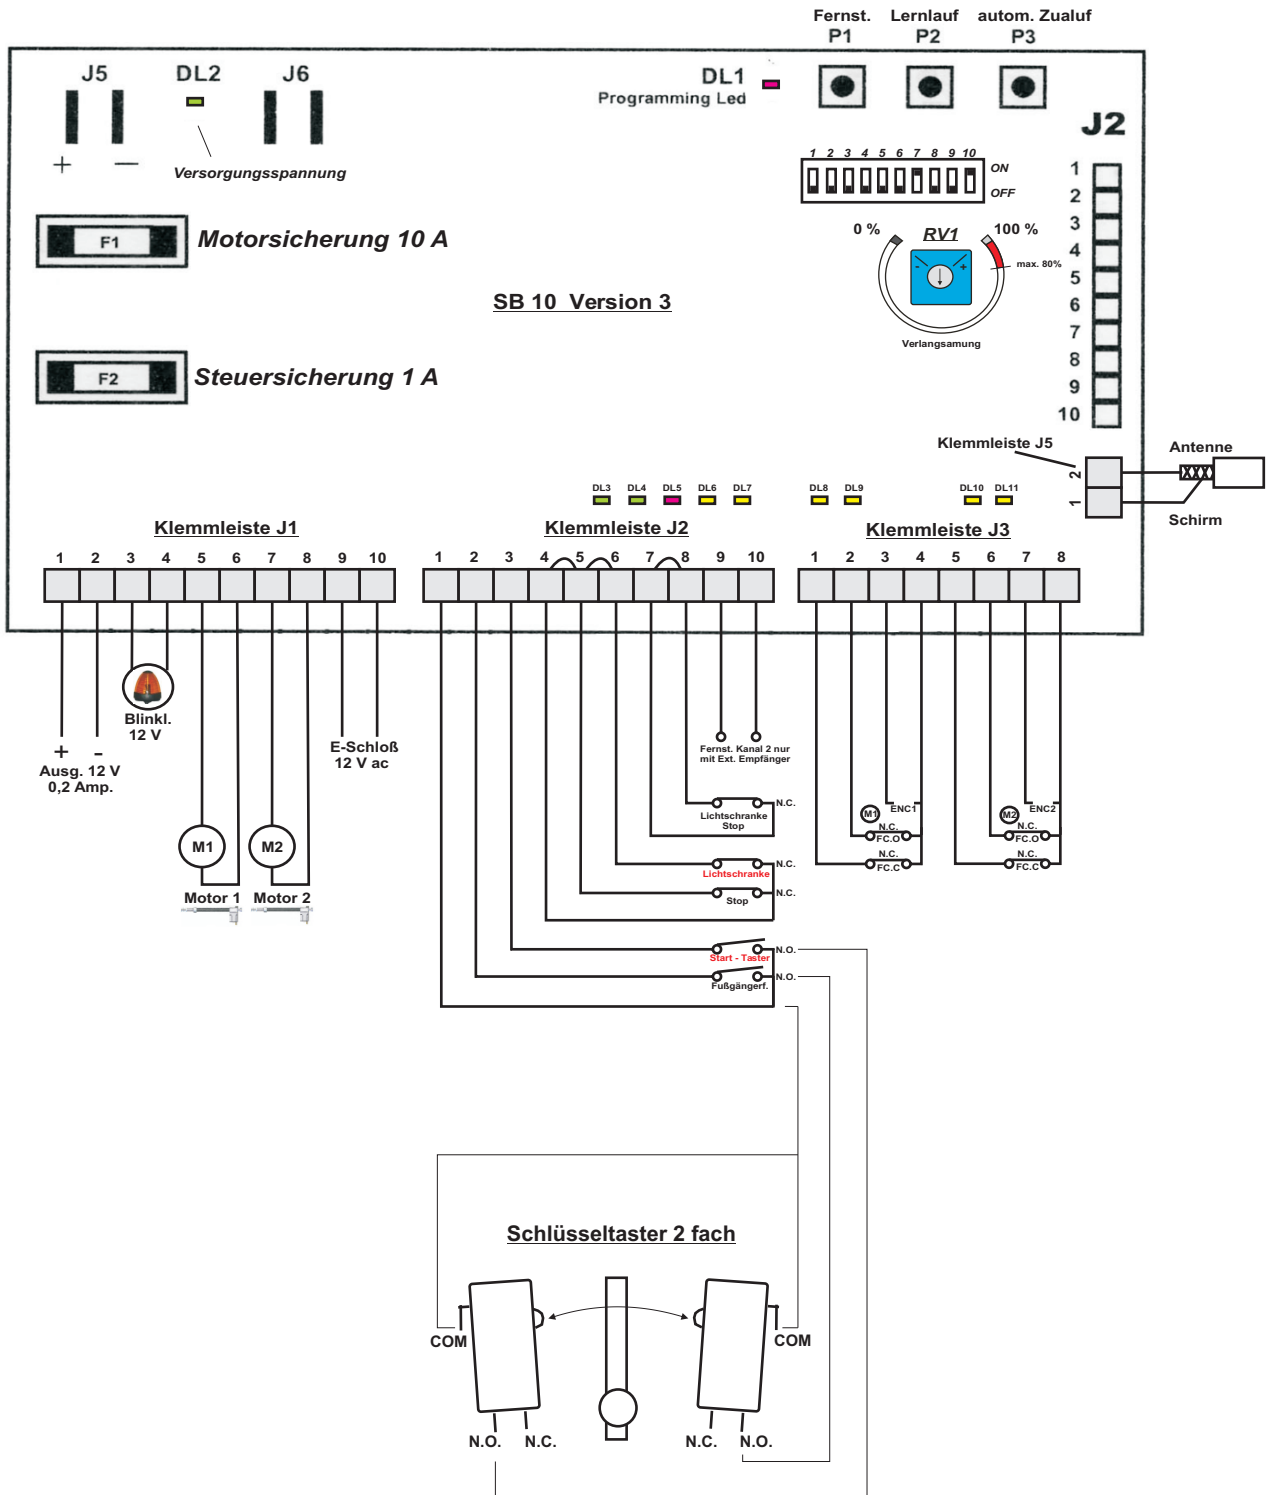 Fernst. Lernlauf autom. Zualuf
P1 P2 P3
J5 DL2 J6
DL1
Programming Led
J2
+ —
Versorgungsspannung
1 2 3 4 5 6 7 8 9 10
ON
OFF
1
2
3
4
5
6
7
8
9
10
F1
Motorsicherung 10 A
0 % RV1 100 %
- +
max. 80%
Verlangsamung
SB 10 Version 3
F2
Steuersicherung 1 A
Klemmleiste J5
Antenne
2
1
Schirm
DL3 DL4 DL5 DL6 DL7 DL8 DL9 DL10 DL11
Klemmleiste J1
1 2 3 4 5 6 7 8 9 10
Klemmleiste J2
1 2 3 4 5 6 7 8 9 10
Klemmleiste J3
1 2 3 4 5 6 7 8
+ -
Ausg. 12 V
0,2 Amp.
Blinkl.
12 V
E-Schloß
12 V ac
M1
M2
Motor 1 Motor 2
Fernst. Kanal 2 nur
mit Ext. Empfänger
N.C.
Lichtschranke
Stop
N.C.
Lichtschranke
N.C.
Stop
N.O.
Start - Taster
N.O.
Fußgängerf.
ENC1
M1
N.C.
FC.O
N.C.
FC.C
ENC2
M2
N.C.
FC.O
N.C.
FC.C
Schlüsseltaster 2 fach
COM COM
N.O. N.C. N.C. N.O.